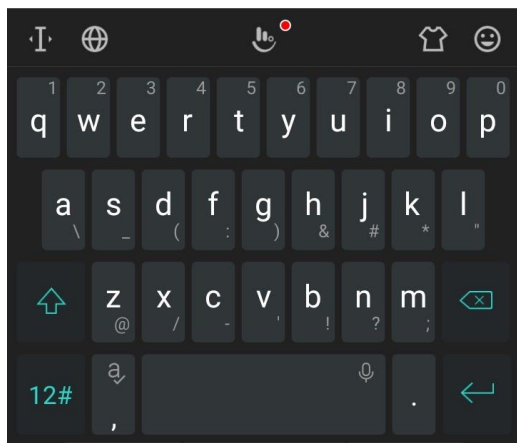 1 2 3 4 5 6 7 8 9 0
q w e r t y u i o p
a s d f g h j k l
\ _ ( : ) & # * "
z x c v b n m
@ / - ' ! ? ;
12# a , .